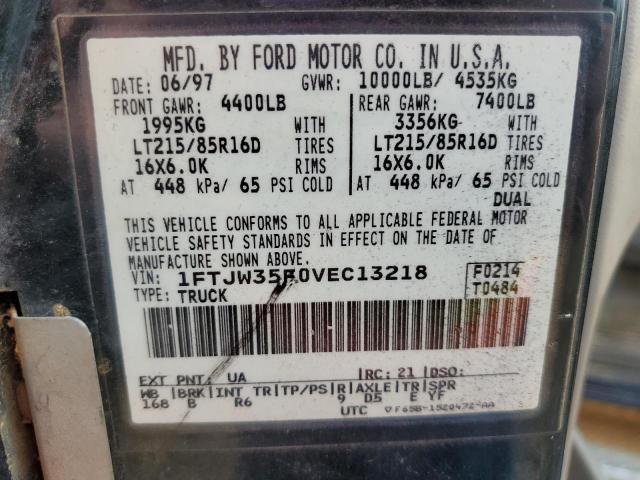 MFD. BY FORD MOTOR CO. IN U.S.A.
DATE: 06/97 GVWR: 10000LB/ 4535KG
FRONT GAWR: 4400LB REAR GAWR: 7400LB
1995KG WITH 3356KG WITH
LT215/85R16D TIRES LT215/85R16D TIRES
16X6.0K RIMS 16X6.0K RIMS
AT 448 kPa/ 65 PSI COLD AT 448 kPa/ 65 PSI COLD
DUAL
THIS VEHICLE CONFORMS TO ALL APPLICABLE FEDERAL MOTOR
VEHICLE SAFETY STANDARDS IN EFFECT ON THE DATE OF
MANUFACTURE SHOWN ABOVE.
VIN: 1FTJW35F0VEC13218 F0214
TYPE: TRUCK T0484
EXT PNT: UA RC: 21 DSO:
WB BRK INT TR TP/PS R AXLE TR SPR
168 B R6 9 D5 E YF
UTC F65B-1520472-AA